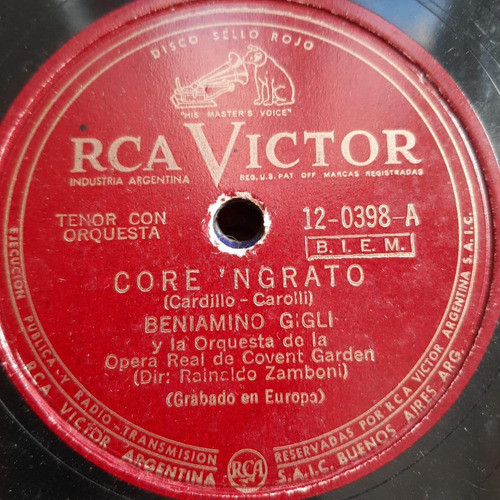 DISCO SELLO ROJO
"HIS MASTER'S VOICE"
RCA VICTOR
INDUSTRIA ARGENTINA
REG. U.S. PAT OFF MARCAS REGISTRADAS
TENOR CON
ORQUESTA
12-0398-A
B.I.E.M.
CORE 'NGRATO
(Cardillo - Carolli)
BENIAMINO GIGLI
y la Orquesta de la
Opera Real de Covent Garden
(Dir: Rainaldo Zamboni)
(Grabado en Europa)
EJECUCION PUBLICA Y RADIO-TRANSMISION
RESERVADAS POR RCA VICTOR ARGENTINA S.A.I.C.
RCA VICTOR ARGENTINA
RCA
S.A.I.C. BUENOS AIRES ARG.